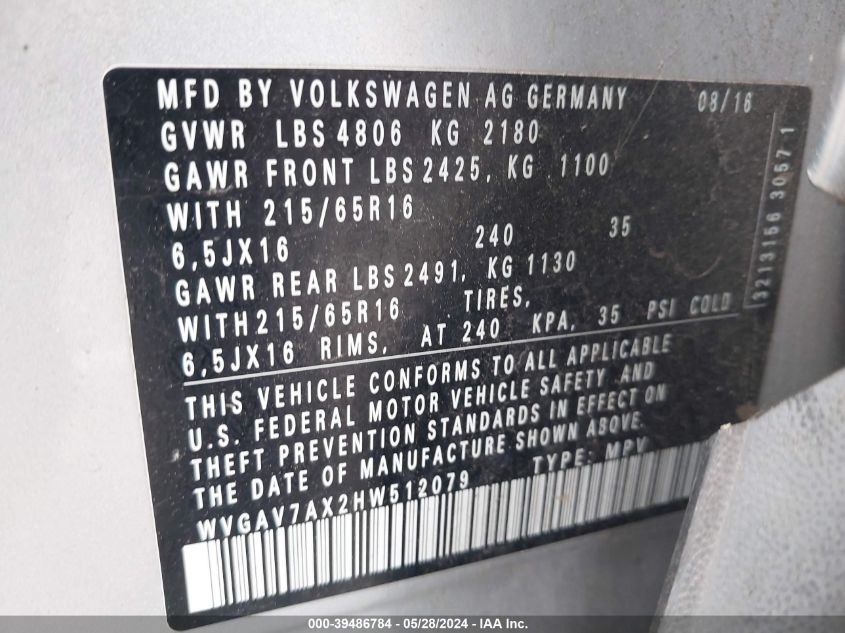 MFD BY VOLKSWAGEN AG GERMANY 08/16
GVWR LBS 4806 KG 2180
GAWR FRONT LBS 2425, KG 1100
WITH 215/65R16
6,5JX16 240 35
GAWR REAR LBS 2491, KG 1130
WITH 215/65R16 TIRES,
6,5JX16 RIMS, AT 240 KPA, 35 PSI COLD
THIS VEHICLE CONFORMS TO ALL APPLICABLE
U.S. FEDERAL MOTOR VEHICLE SAFETY AND
THEFT PREVENTION STANDARDS IN EFFECT ON
THE DATE OF MANUFACTURE SHOWN ABOVE.
WVGAV7AX2HW512079 TYPE: MPV
3213156 30571
000-39486784 / 05/28/2024 - IAA Inc.